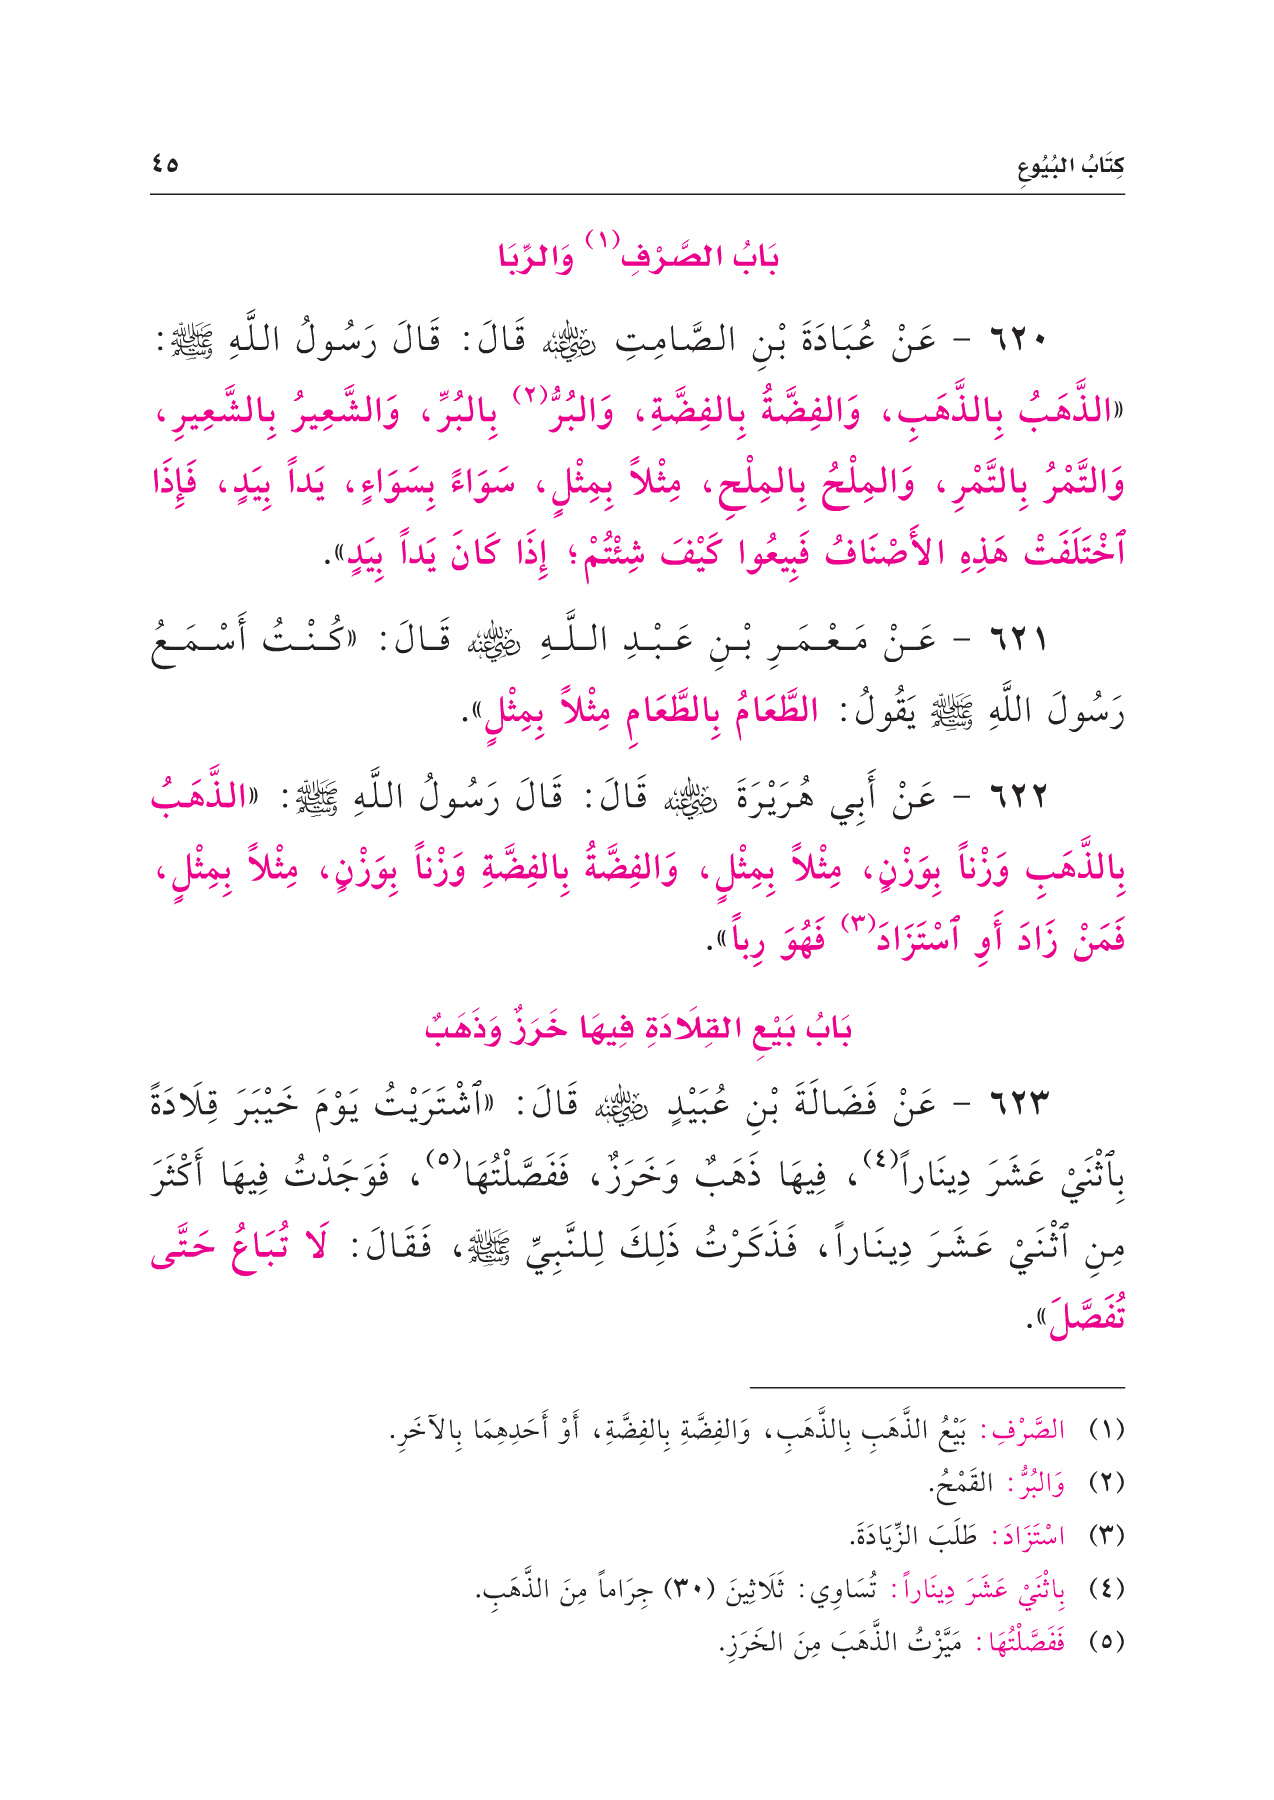 كِتَابُ البُيُوعِ ٤٥
بَابُ الصَّرْفِ(١) وَالرِّبَا
٦٢٠ - عَنْ عُبَادَةَ بْنِ الصَّامِتِ ﵁ قَالَ: قَالَ رَسُولُ اللَّهِ ﷺ:
«الذَّهَبُ بِالذَّهَبِ، وَالفِضَّةُ بِالفِضَّةِ، وَالبُرُّ(٢) بِالبُرِّ، وَالشَّعِيرُ بِالشَّعِيرِ،
وَالتَّمْرُ بِالتَّمْرِ، وَالمِلْحُ بِالمِلْحِ، مِثْلاً بِمِثْلٍ، سَوَاءً بِسَوَاءٍ، يَداً بِيَدٍ، فَإِذَا
ٱخْتَلَفَتْ هَذِهِ الأَصْنَافُ فَبِيعُوا كَيْفَ شِئْتُمْ؛ إِذَا كَانَ يَداً بِيَدٍ».
٦٢١ - عَنْ مَعْمَرِ بْنِ عَبْدِ اللَّهِ ﵁ قَالَ: «كُنْتُ أَسْمَعُ
رَسُولَ اللَّهِ ﷺ يَقُولُ: الطَّعَامُ بِالطَّعَامِ مِثْلاً بِمِثْلٍ».
٦٢٢ - عَنْ أَبِي هُرَيْرَةَ ﵁ قَالَ: قَالَ رَسُولُ اللَّهِ ﷺ: «الذَّهَبُ
بِالذَّهَبِ وَزْناً بِوَزْنٍ، مِثْلاً بِمِثْلٍ، وَالفِضَّةُ بِالفِضَّةِ وَزْناً بِوَزْنٍ، مِثْلاً بِمِثْلٍ،
فَمَنْ زَادَ أَوِ ٱسْتَزَادَ(٣) فَهُوَ رِباً».
بَابُ بَيْعِ القِلَادَةِ فِيهَا خَرَزٌ وَذَهَبٌ
٦٢٣ - عَنْ فَضَالَةَ بْنِ عُبَيْدٍ ﵁ قَالَ: «ٱشْتَرَيْتُ يَوْمَ خَيْبَرَ قِلَادَةً
بِٱثْنَيْ عَشَرَ دِينَاراً(٤)، فِيهَا ذَهَبٌ وَخَرَزٌ، فَفَصَّلْتُهَا(٥)، فَوَجَدْتُ فِيهَا أَكْثَرَ
مِنِ ٱثْنَيْ عَشَرَ دِينَاراً، فَذَكَرْتُ ذَلِكَ لِلنَّبِيِّ ﷺ، فَقَالَ: لَا تُبَاعُ حَتَّى
تُفَصَّلَ».
(١) الصَّرْفِ: بَيْعُ الذَّهَبِ بِالذَّهَبِ، وَالفِضَّةِ بِالفِضَّةِ، أَوْ أَحَدِهِمَا بِالآخَرِ.
(٢) وَالبُرُّ: القَمْحُ.
(٣) اسْتَزَادَ: طَلَبَ الزِّيَادَةَ.
(٤) بِاثْنَيْ عَشَرَ دِينَاراً: تُسَاوِي: ثَلَاثِينَ (٣٠) جِرَاماً مِنَ الذَّهَبِ.
(٥) فَفَصَّلْتُهَا: مَيَّزْتُ الذَّهَبَ مِنَ الخَرَزِ.